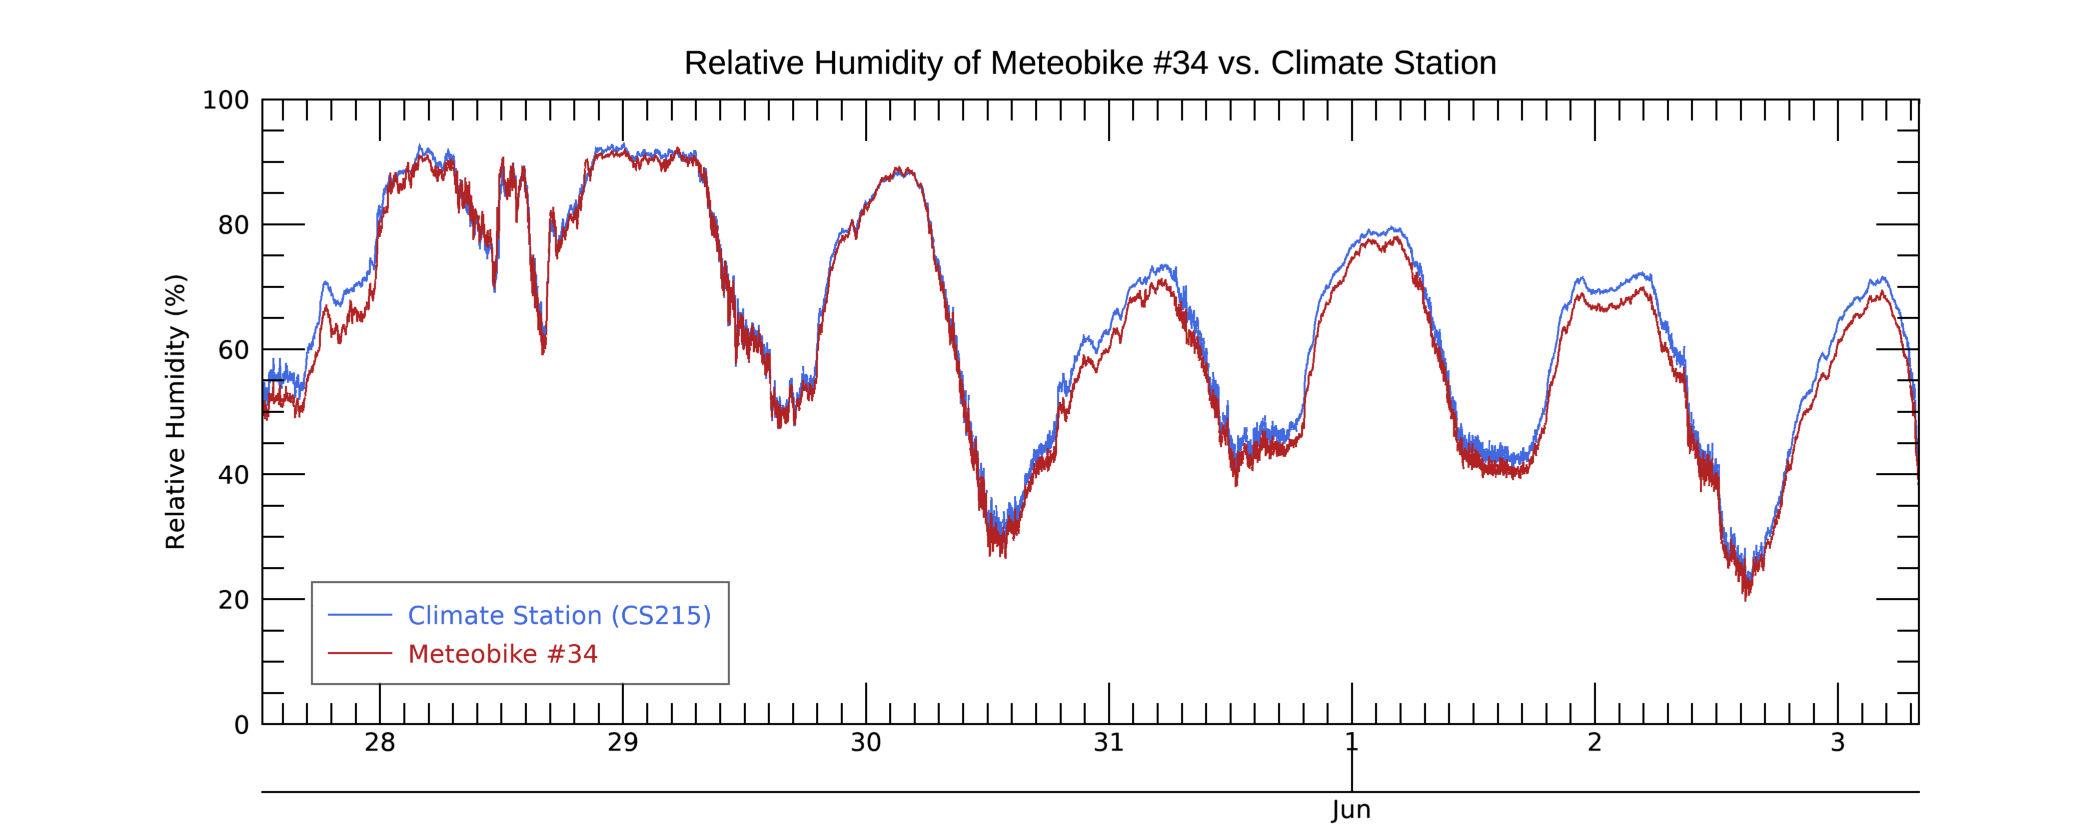 Relative Humidity of Meteobike #34 vs. Climate Station
Relative Humidity (%)
100
80
60
40
20
0
Climate Station (CS215)
Meteobike #34
28 29 30 31 1 2 3
Jun